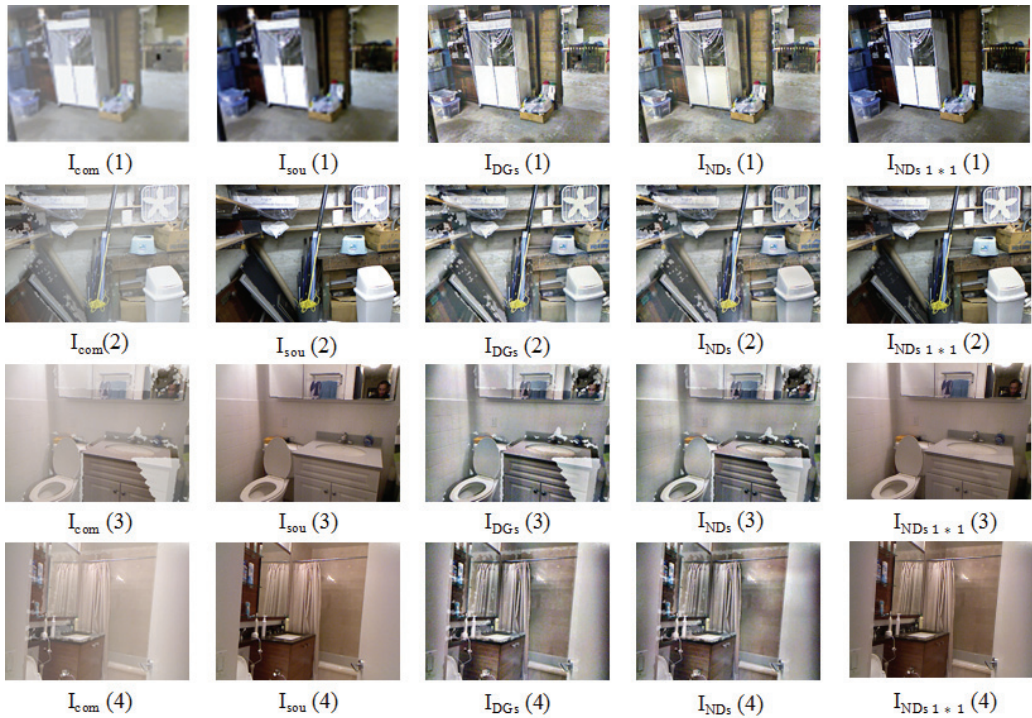 I_com (1) I_sou (1) I_DGs (1) I_NDs (1) I_NDs 1 * 1 (1)
I_com(2) I_sou (2) I_DGs (2) I_NDs (2) I_NDs 1 * 1 (2)
I_com (3) I_sou (3) I_DGs (3) I_NDs (3) I_NDs 1 * 1 (3)
I_com (4) I_sou (4) I_DGs (4) I_NDs (4) I_NDs 1 * 1 (4)